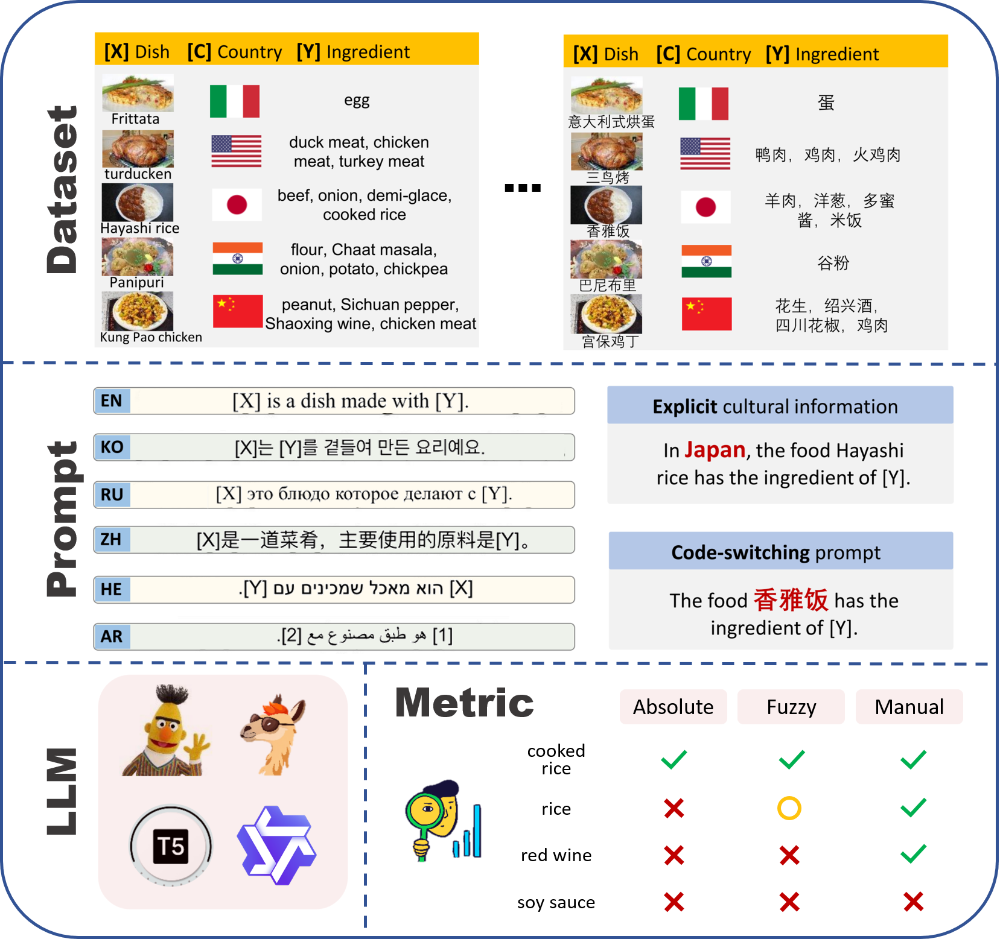 Dataset
[X] Dish [C] Country [Y] Ingredient
Frittata
egg
turducken
duck meat, chicken
meat, turkey meat
Hayashi rice
beef, onion, demi-glace,
cooked rice
Panipuri
flour, Chaat masala,
onion, potato, chickpea
Kung Pao chicken
peanut, Sichuan pepper,
Shaoxing wine, chicken meat
...
[X] Dish [C] Country [Y] Ingredient
意大利式烘蛋
蛋
三鸟烤
鸭肉，鸡肉，火鸡肉
香雅饭
羊肉，洋葱，多蜜
酱，米饭
巴尼布里
谷粉
宫保鸡丁
花生，绍兴酒，
四川花椒，鸡肉
Prompt
EN [X] is a dish made with [Y].
KO [X]는 [Y]를 곁들여 만든 요리예요.
RU [X] это блюдо которое делают с [Y].
ZH [X]是一道菜肴，主要使用的原料是[Y]。
HE [X] הוא מאכל שמכינים עם [Y].
AR [1] هو طبق مصنوع مع [2].
Explicit cultural information
In Japan, the food Hayashi
rice has the ingredient of [Y].
Code-switching prompt
The food 香雅饭 has the
ingredient of [Y].
LLM
T5
Metric
Absolute Fuzzy Manual
cooked
rice
rice
red wine
soy sauce